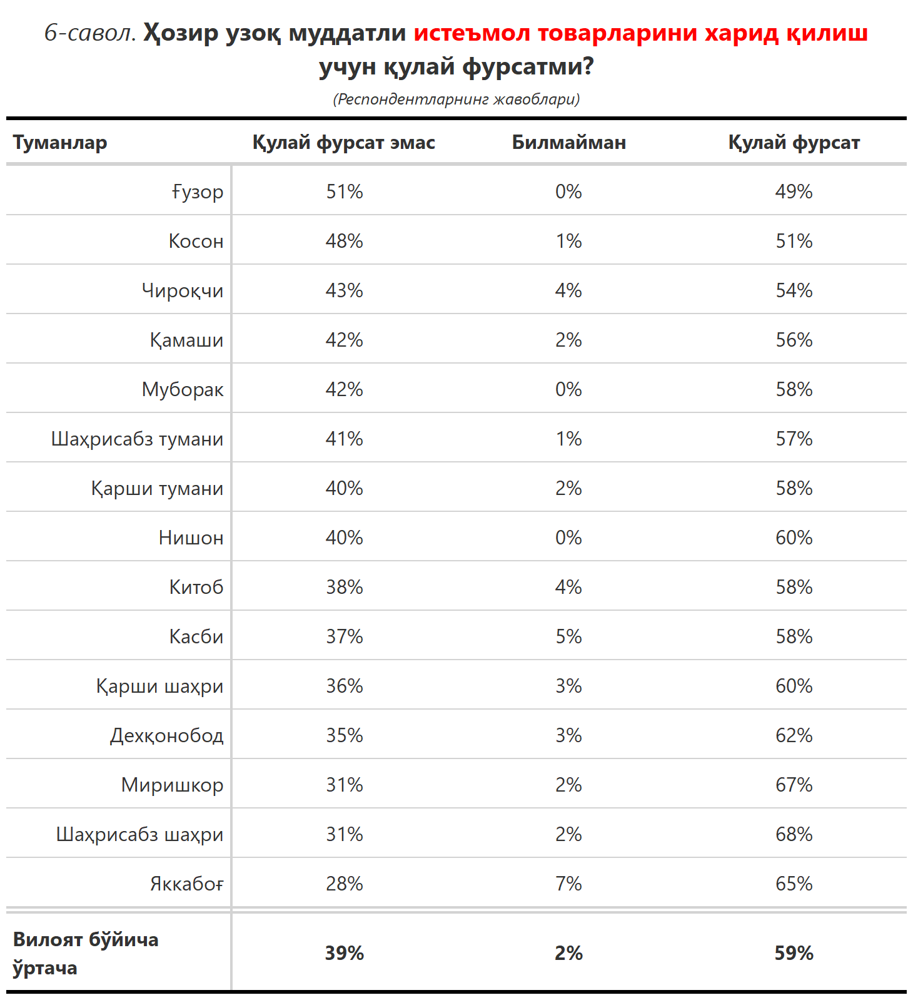 6-савол. Ҳозир узоқ муддатли истеъмол товарларини харид қилиш
учун қулай фурсатми?
(Респондентларнинг жавоблари)
Туманлар Қулай фурсат эмас Билмайман Қулай фурсат
Ғузор 51% 0% 49%
Косон 48% 1% 51%
Чироқчи 43% 4% 54%
Қамаши 42% 2% 56%
Муборак 42% 0% 58%
Шаҳрисабз тумани 41% 1% 57%
Қарши тумани 40% 2% 58%
Нишон 40% 0% 60%
Китоб 38% 4% 58%
Касби 37% 5% 58%
Қарши шаҳри 36% 3% 60%
Дехқонобод 35% 3% 62%
Миришкор 31% 2% 67%
Шаҳрисабз шаҳри 31% 2% 68%
Яккабоғ 28% 7% 65%
Вилоят бўйича
ўртача 39% 2% 59%